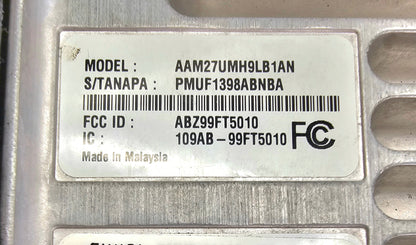 MODEL : AAM27UMH9LB1AN
S/TANAPA : PMUF1398ABNBA
FCC ID : ABZ99FT5010
IC : 109AB-99FT5010 FC
Made in Malaysia